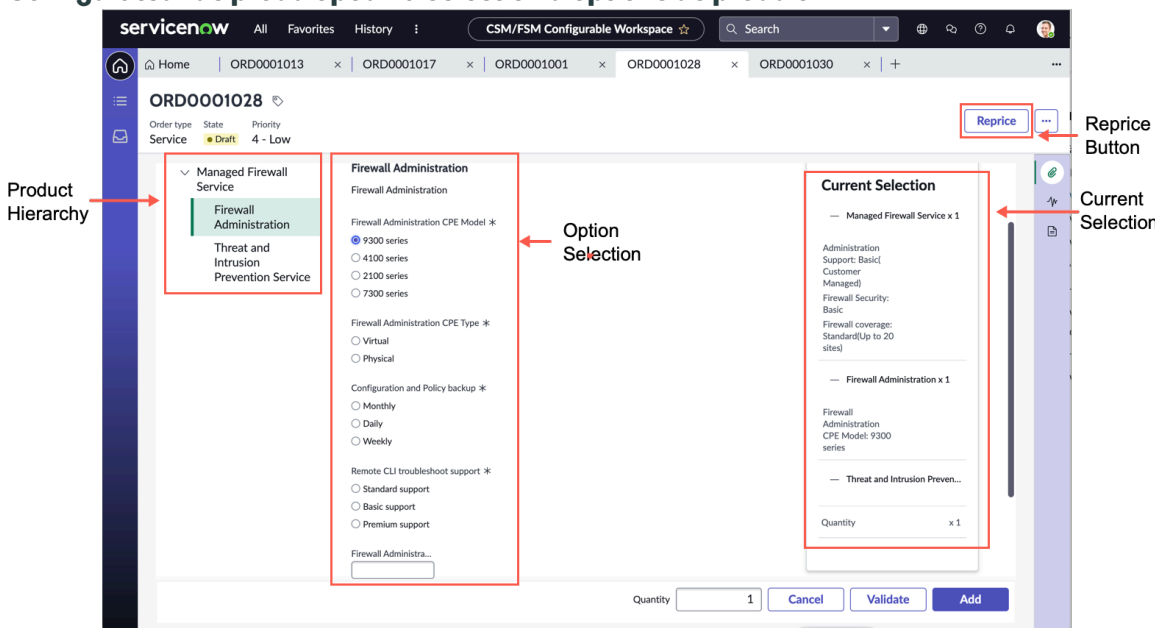 servicenow All Favorites History CSM/FSM Configurable Workspace Search
Home ORD0001013 × ORD0001017 × ORD0001001 × ORD0001028 × ORD0001030 × +
ORD0001028
Order type State Priority
Service Draft 4 - Low
Reprice
Reprice
Button
Product
Hierarchy
Managed Firewall
Service
Firewall
Administration
Threat and
Intrusion
Prevention Service
Firewall Administration
Firewall Administration
Firewall Administration CPE Model *
9300 series
4100 series
2100 series
7300 series
Firewall Administration CPE Type *
Virtual
Physical
Configuration and Policy backup *
Monthly
Daily
Weekly
Remote CLI troubleshoot support *
Standard support
Basic support
Premium support
Firewall Administra...
Option
Selection
Current Selection
— Managed Firewall Service x 1
Administration
Support: Basic(
Customer
Managed)
Firewall Security:
Basic
Firewall coverage:
Standard(Up to 20
sites)
— Firewall Administration x 1
Firewall
Administration
CPE Model: 9300
series
— Threat and Intrusion Preven...
Quantity x 1
Current
Selection
Quantity 1 Cancel Validate Add